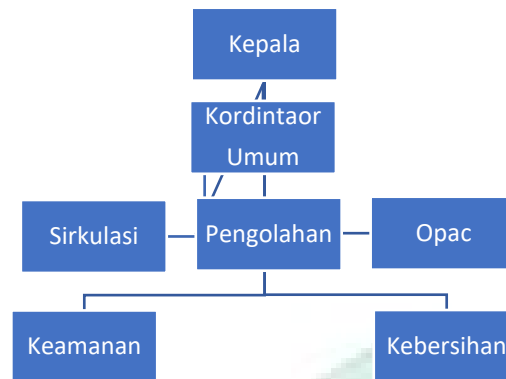 Kepala
Kordintaor
Umum
Sirkulasi
Pengolahan
Opac
Keamanan
Kebersihan